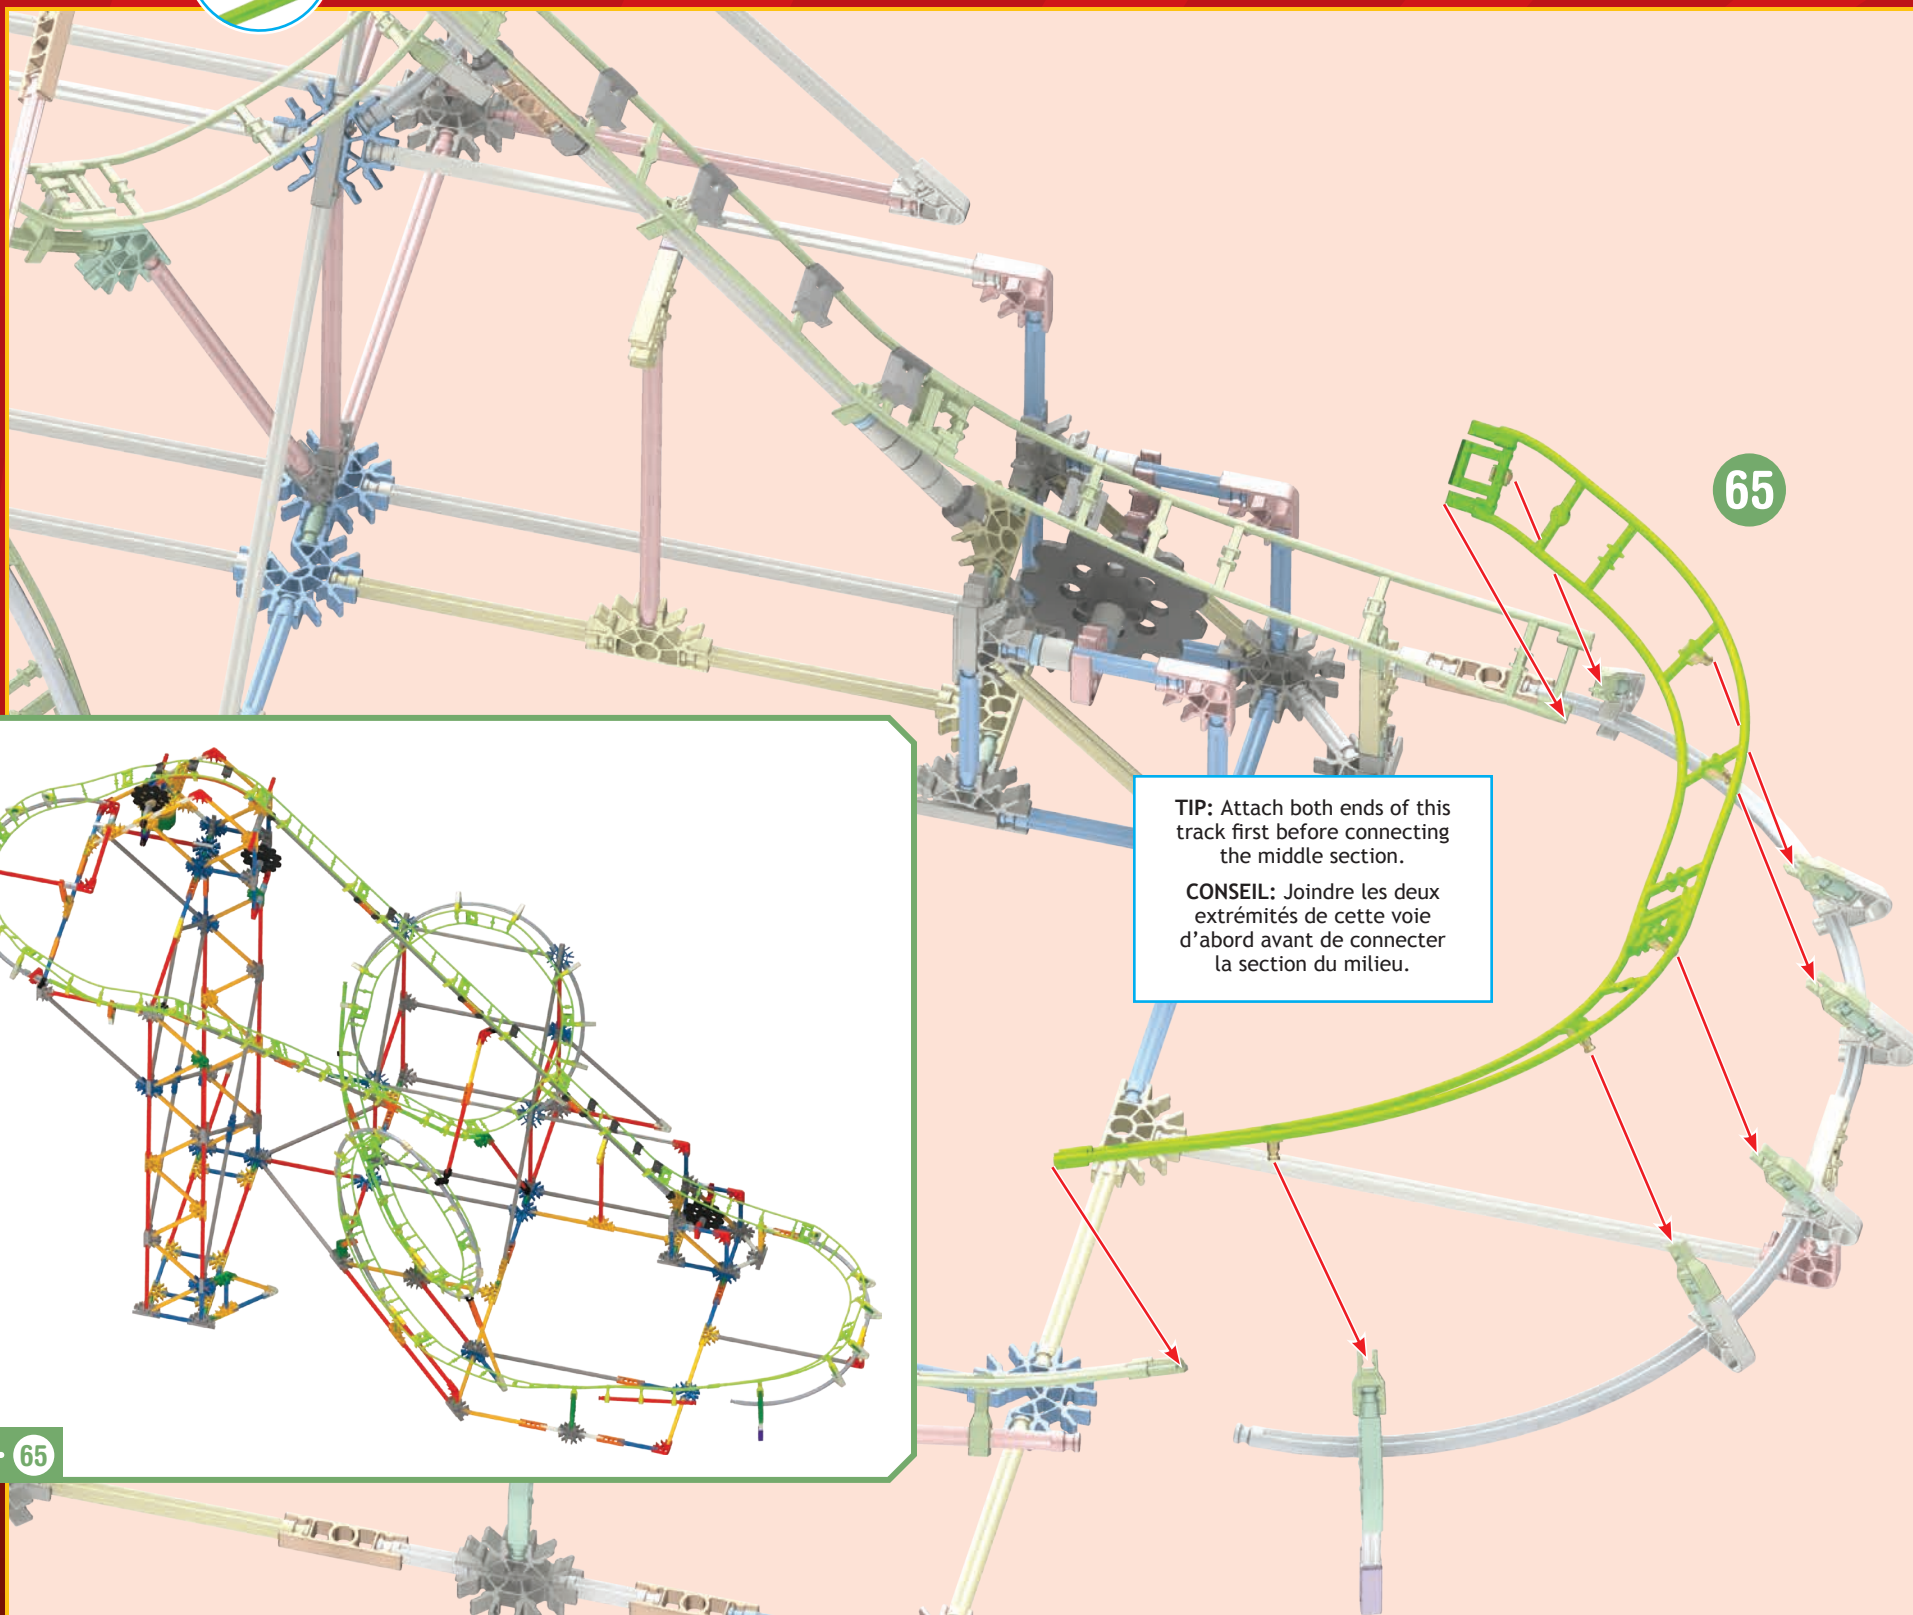 65
TIP: Attach both ends of this
track first before connecting
the middle section.
CONSEIL: Joindre les deux
extrémités de cette voie
d'abord avant de connecter
la section du milieu.
65